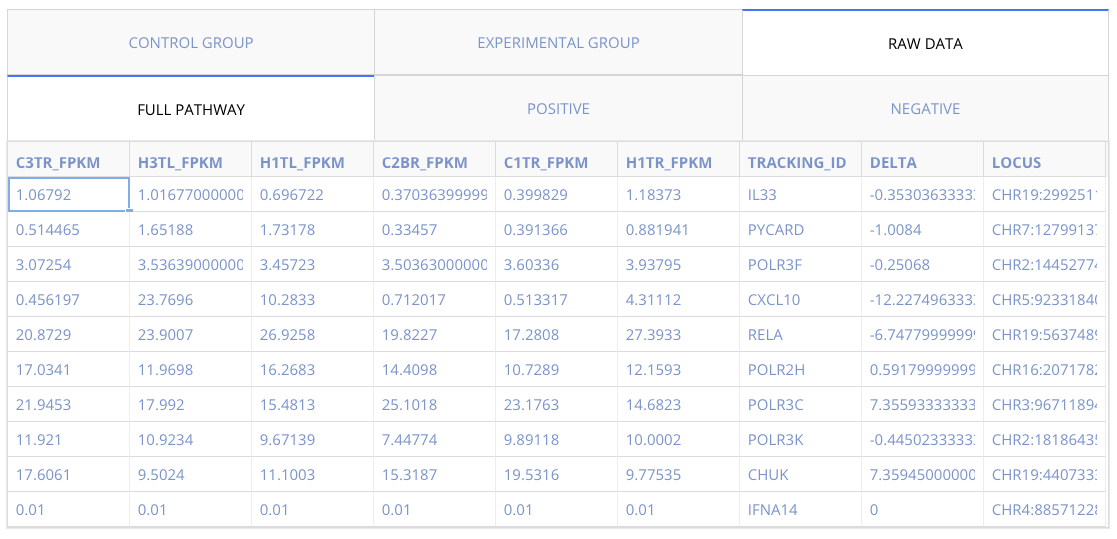 CONTROL GROUP EXPERIMENTAL GROUP RAW DATA
FULL PATHWAY POSITIVE NEGATIVE
C3TR_FPKM H3TL_FPKM H1TL_FPKM C2BR_FPKM C1TR_FPKM H1TR_FPKM TRACKING_ID DELTA LOCUS
1.06792 1.01677000000 0.696722 0.37036399999 0.399829 1.18373 IL33 -0.35303633333 CHR19:299251
0.514465 1.65188 1.73178 0.33457 0.391366 0.881941 PYCARD -1.0084 CHR7:1279913
3.07254 3.53639000000 3.45723 3.50363000000 3.60336 3.93795 POLR3F -0.25068 CHR2:1445277
0.456197 23.7696 10.2833 0.712017 0.513317 4.31112 CXCL10 -12.227496333 CHR5:9233184
20.8729 23.9007 26.9258 19.8227 17.2808 27.3933 RELA -6.7477999999 CHR19:563748
17.0341 11.9698 16.2683 14.4098 10.7289 12.1593 POLR2H 0.59179999999 CHR16:207178
21.9453 17.992 15.4813 25.1018 23.1763 14.6823 POLR3C 7.35593333333 CHR3:9671189
11.921 10.9234 9.67139 7.44774 9.89118 10.0002 POLR3K -0.4450233333 CHR2:1818643
17.6061 9.5024 11.1003 15.3187 19.5316 9.77535 CHUK 7.35945000000 CHR19:440733
0.01 0.01 0.01 0.01 0.01 0.01 IFNA14 0 CHR4:8857122